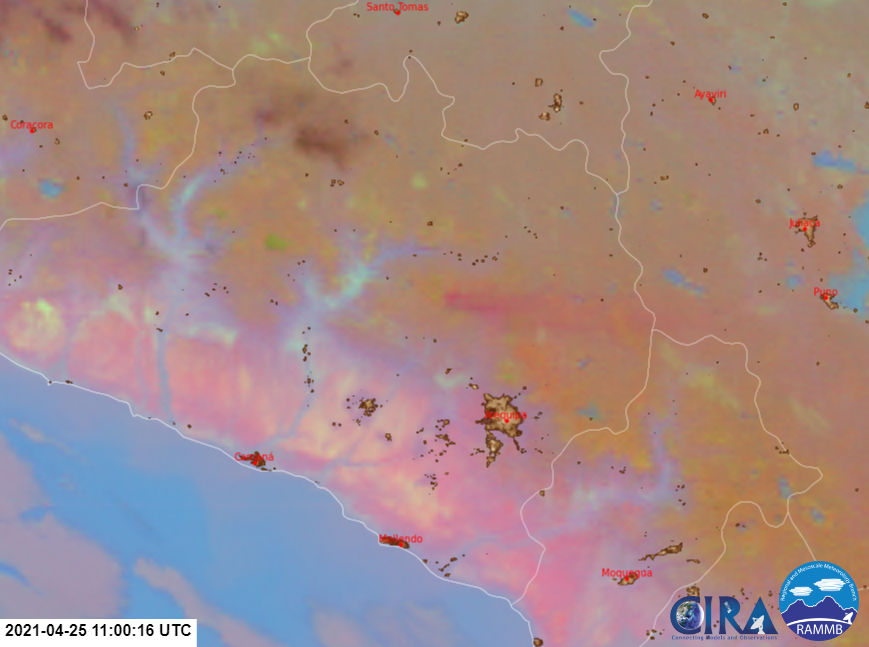 Santo Tomas
Ayaviri
Coracora
Juliaca
Puno
Arequipa
Camaná
Mollendo
Moquegua
2021-04-25 11:00:16 UTC
CIRA
Connecting Models and Observations
Regional and Mesoscale Meteorology Branch
RAMMB